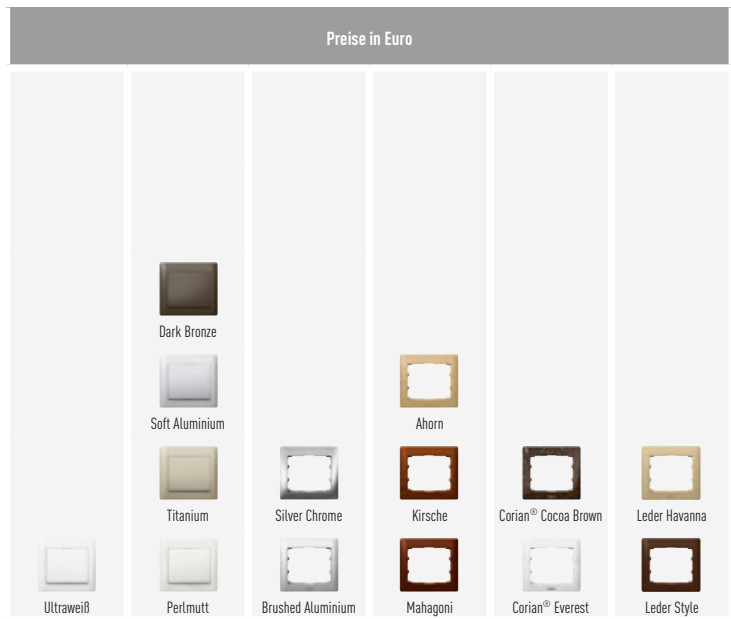 Preise in Euro
Dark Bronze
Soft Aluminium
Ahorn
Titanium
Silver Chrome
Kirsche
Corian® Cocoa Brown
Leder Havanna
Ultraweiß
Perlmutt
Brushed Aluminium
Mahagoni
Corian® Everest
Leder Style